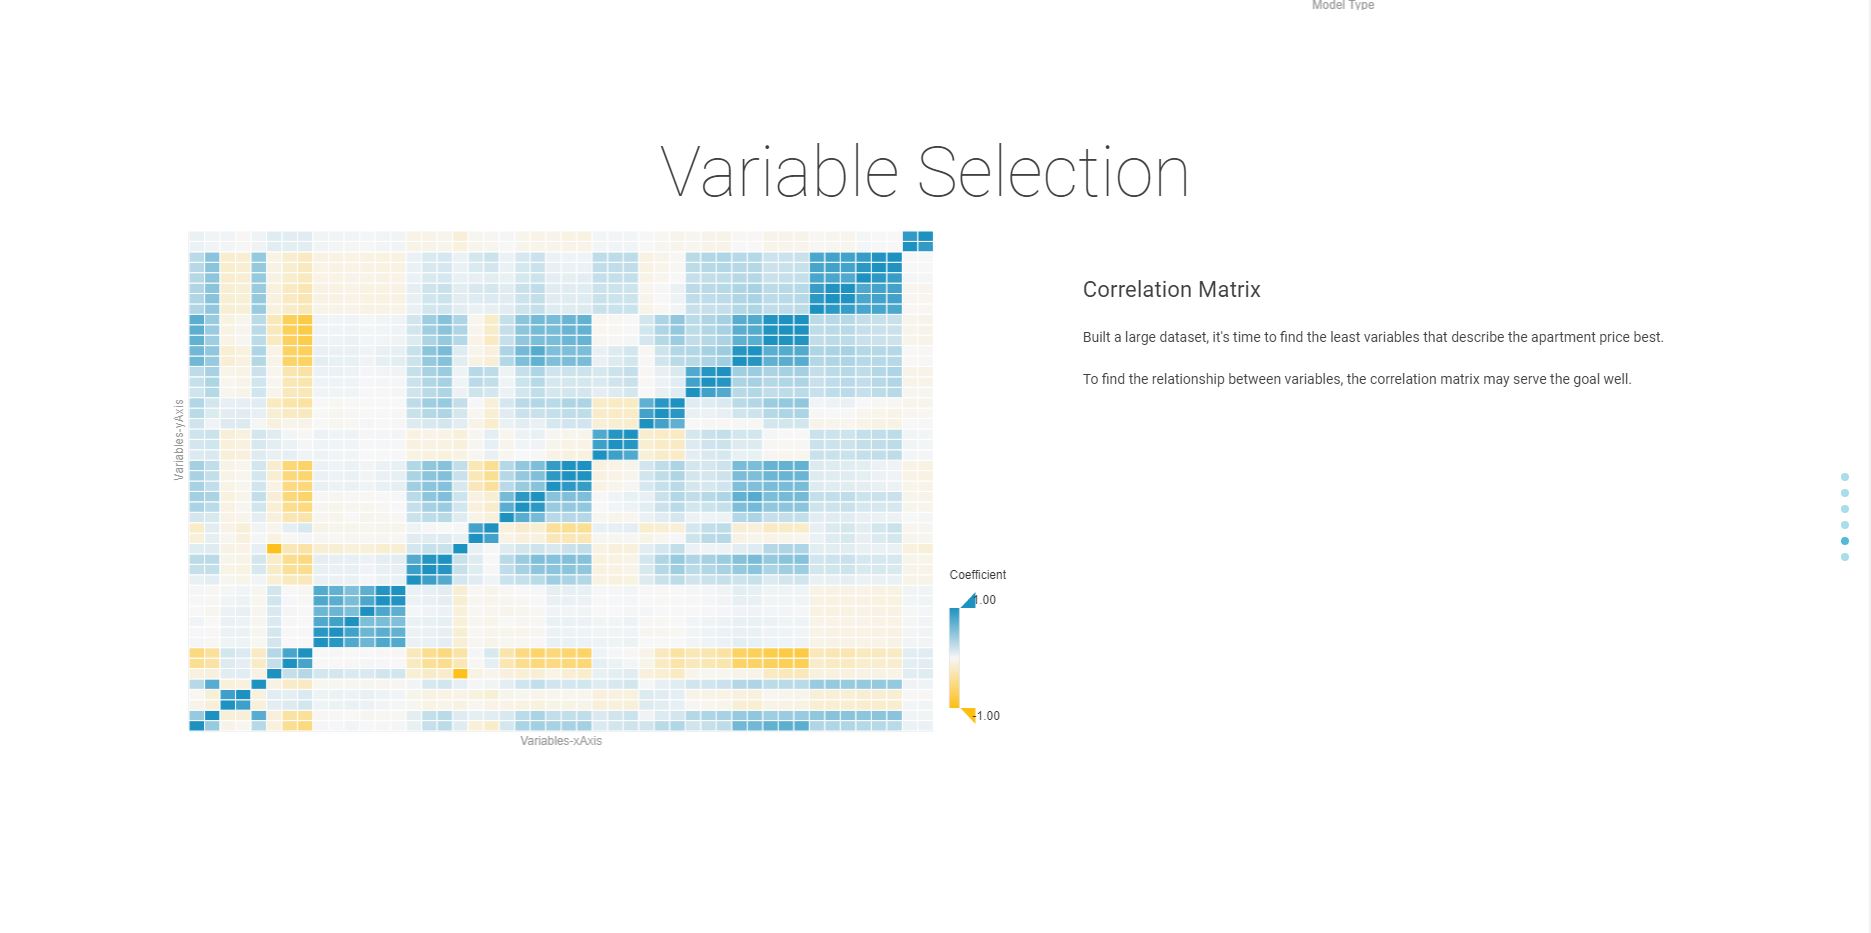 Model Type
Variable Selection
Correlation Matrix
Built a large dataset, it's time to find the least variables that describe the apartment price best.
To find the relationship between variables, the correlation matrix may serve the goal well.
Variables-yAxis
Coefficient
1.00
-1.00
Variables-xAxis